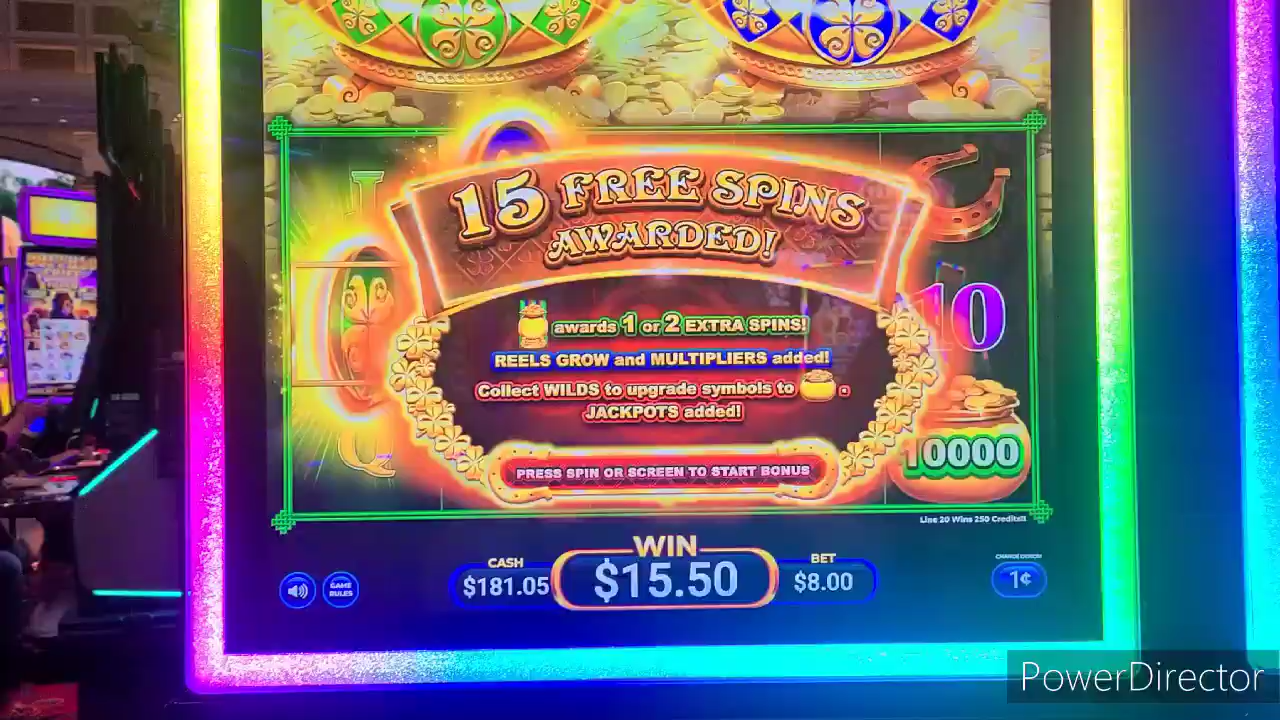 J
15 FREE SPINS
AWARDED!
awards 1 or 2 EXTRA SPINS!
REELS GROW and MULTIPLIERS added!
Collect WILDS to upgrade symbols to .
JACKPOTS added!
10
10000
Q
PRESS SPIN OR SCREEN TO START BONUS
Line 20 Wins 250 Credits!!
WIN
$15.50
CASH
$181.05
BET
$8.00
GAME
RULES
CHANGE DENOM
1¢
PowerDirector